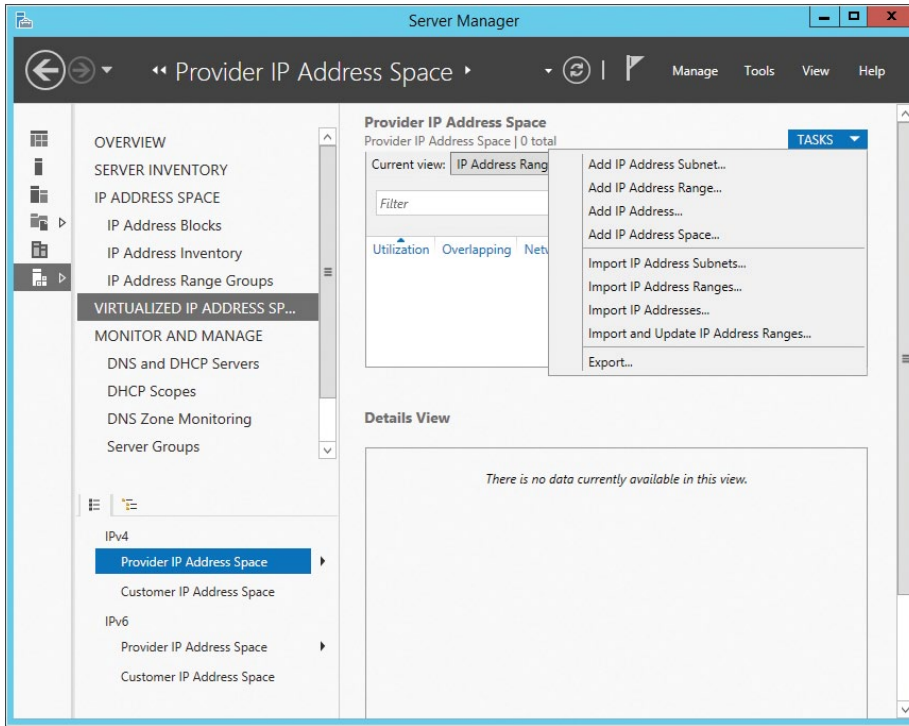 Server Manager
Provider IP Address Space
Manage Tools View Help
OVERVIEW
SERVER INVENTORY
IP ADDRESS SPACE
IP Address Blocks
IP Address Inventory
IP Address Range Groups
VIRTUALIZED IP ADDRESS SP...
MONITOR AND MANAGE
DNS and DHCP Servers
DHCP Scopes
DNS Zone Monitoring
Server Groups
IPv4
Provider IP Address Space
Customer IP Address Space
IPv6
Provider IP Address Space
Customer IP Address Space
Provider IP Address Space
Provider IP Address Space | 0 total
TASKS
Current view: IP Address Rang
Filter
Utilization Overlapping Netw
Add IP Address Subnet...
Add IP Address Range...
Add IP Address...
Add IP Address Space...
Import IP Address Subnets...
Import IP Address Ranges...
Import IP Addresses...
Import and Update IP Address Ranges...
Export...
Details View
There is no data currently available in this view.